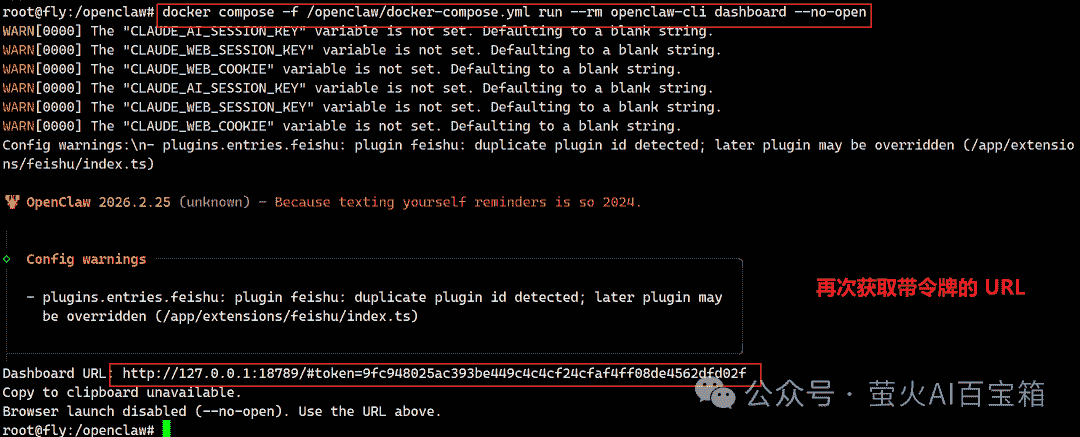 root@fly:/openclaw# docker compose -f /openclaw/docker-compose.yml run --rm openclaw-cli dashboard --no-open
WARN[0000] The "CLAUDE_AI_SESSION_KEY" variable is not set. Defaulting to a blank string.
WARN[0000] The "CLAUDE_WEB_SESSION_KEY" variable is not set. Defaulting to a blank string.
WARN[0000] The "CLAUDE_WEB_COOKIE" variable is not set. Defaulting to a blank string.
WARN[0000] The "CLAUDE_AI_SESSION_KEY" variable is not set. Defaulting to a blank string.
WARN[0000] The "CLAUDE_WEB_SESSION_KEY" variable is not set. Defaulting to a blank string.
WARN[0000] The "CLAUDE_WEB_COOKIE" variable is not set. Defaulting to a blank string.
Config warnings:\n- plugins.entries.feishu: plugin feishu: duplicate plugin id detected; later plugin may be overridden (/app/extensio
ns/feishu/index.ts)
OpenClaw 2026.2.25 (unknown) — Because texting yourself reminders is so 2024.
Config warnings
- plugins.entries.feishu: plugin feishu: duplicate plugin id detected; later plugin may
be overridden (/app/extensions/feishu/index.ts)
再次获取带令牌的 URL
Dashboard URL: http://127.0.0.1:18789/#token=9fc948025ac393be449c4c4cf24cfaf4ff08de4562dfd02f
Copy to clipboard unavailable.
Browser launch disabled (--no-open). Use the URL above.
root@fly:/openclaw#
公众号 · 萤火AI百宝箱